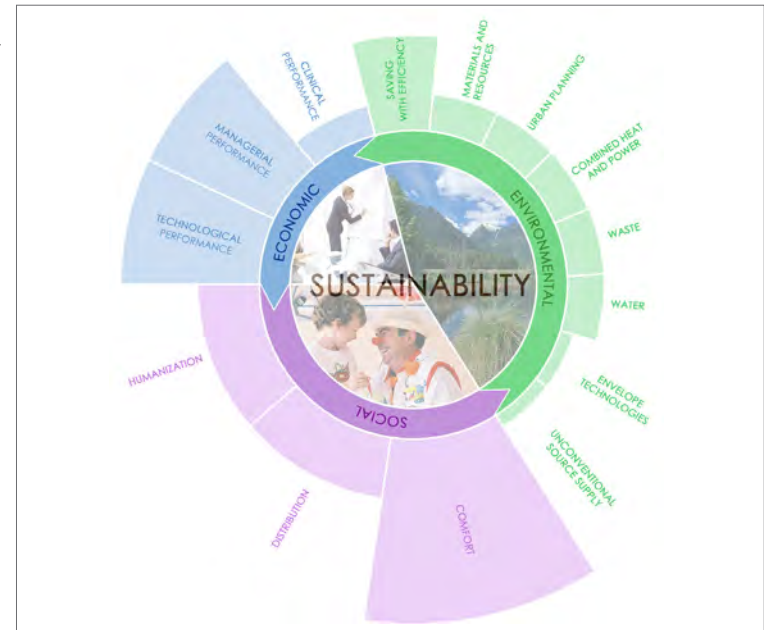 CLINICAL
PERFORMANCE
SAVING
WITH EFFICIENCY
MATERIALS AND
RESOURCES
URBAN PLANNING
COMBINED HEAT
AND POWER
WASTE
WATER
ENVELOPE
TECHNOLOGIES
UNCONVENTIONAL
SOURCE SUPPLY
COMFORT
DISTRIBUTION
HUMANIZATION
TECHNOLOGICAL
PERFORMANCE
MANAGERIAL
PERFORMANCE
ECONOMIC
ENVIRONMENTAL
SOCIAL
SUSTAINABILITY